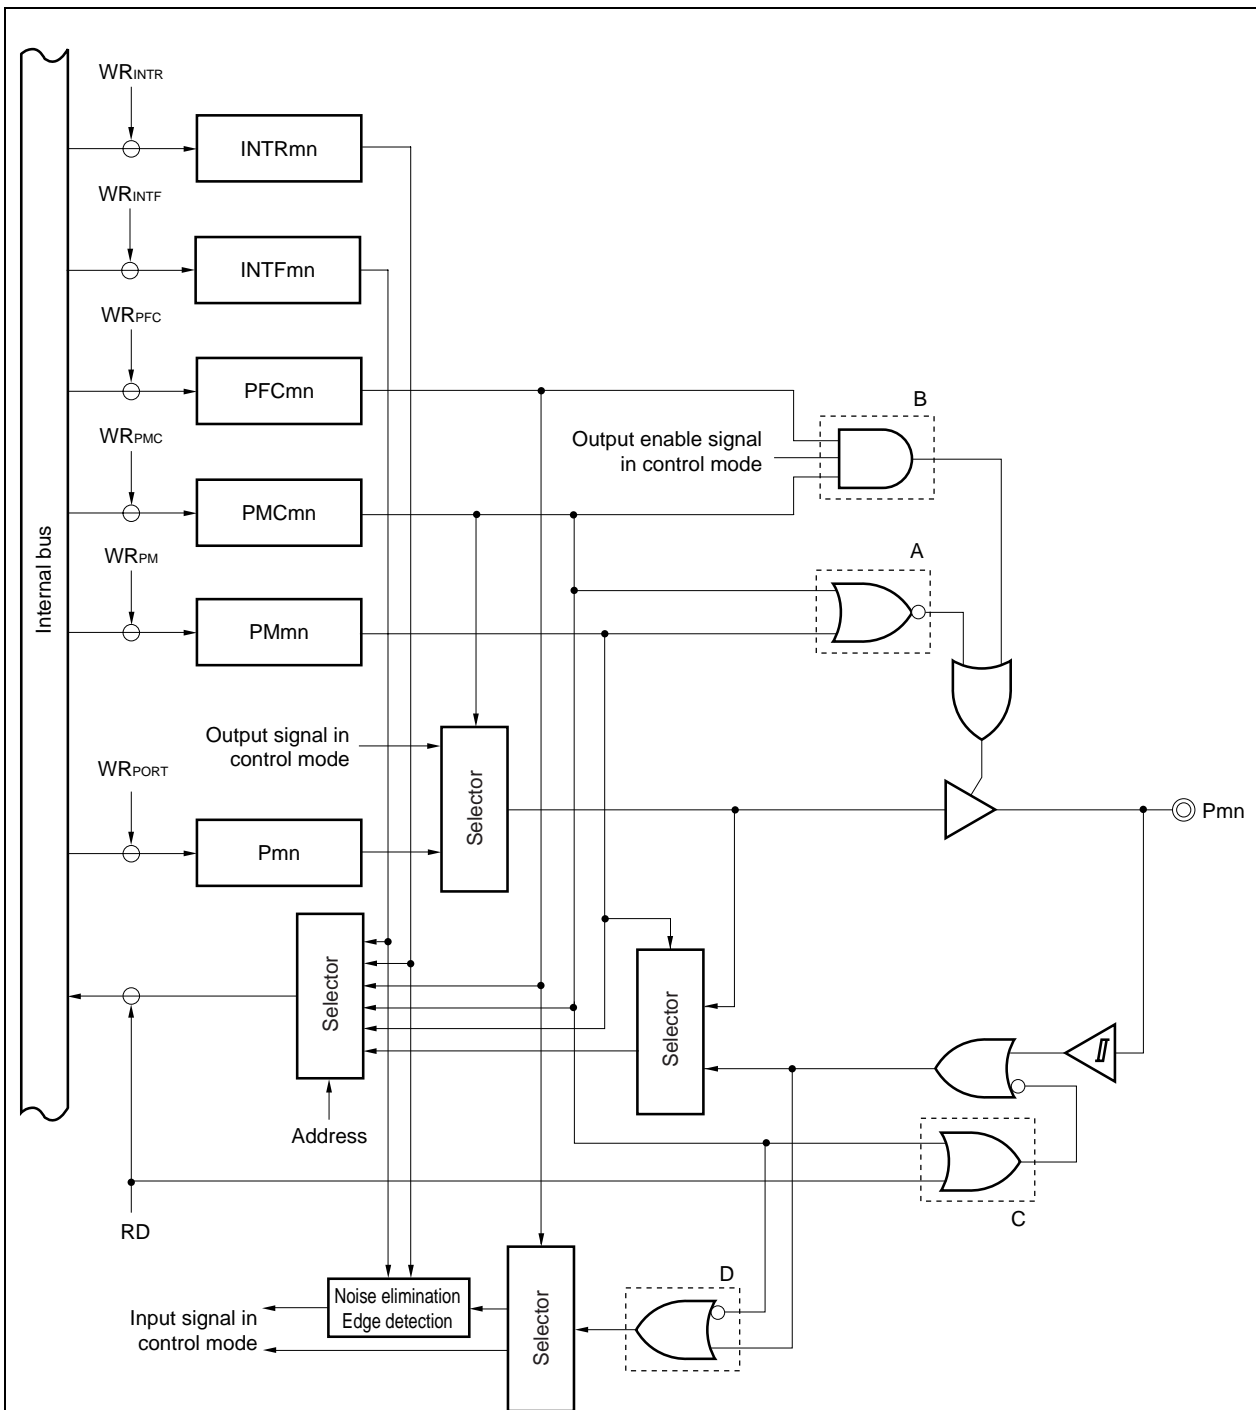 WRINTR
INTRmn
WRINTF
INTFmn
WRPFC
PFCmn
B
Output enable signal
in control mode
WRPMC
PMCmn
Internal bus
WRPM
A
PMmn
Output signal in
control mode
Selector
WRPORT
Pmn
Pmn
Selector
Selector
Address
RD
C
D
Noise elimination
Edge detection
Input signal in
control mode
Selector